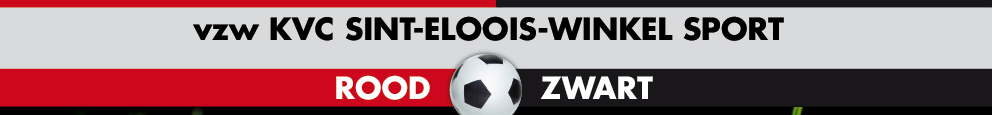 vzw KVC SINT-ELOOIS-WINKEL SPORT
ROOD ZWART